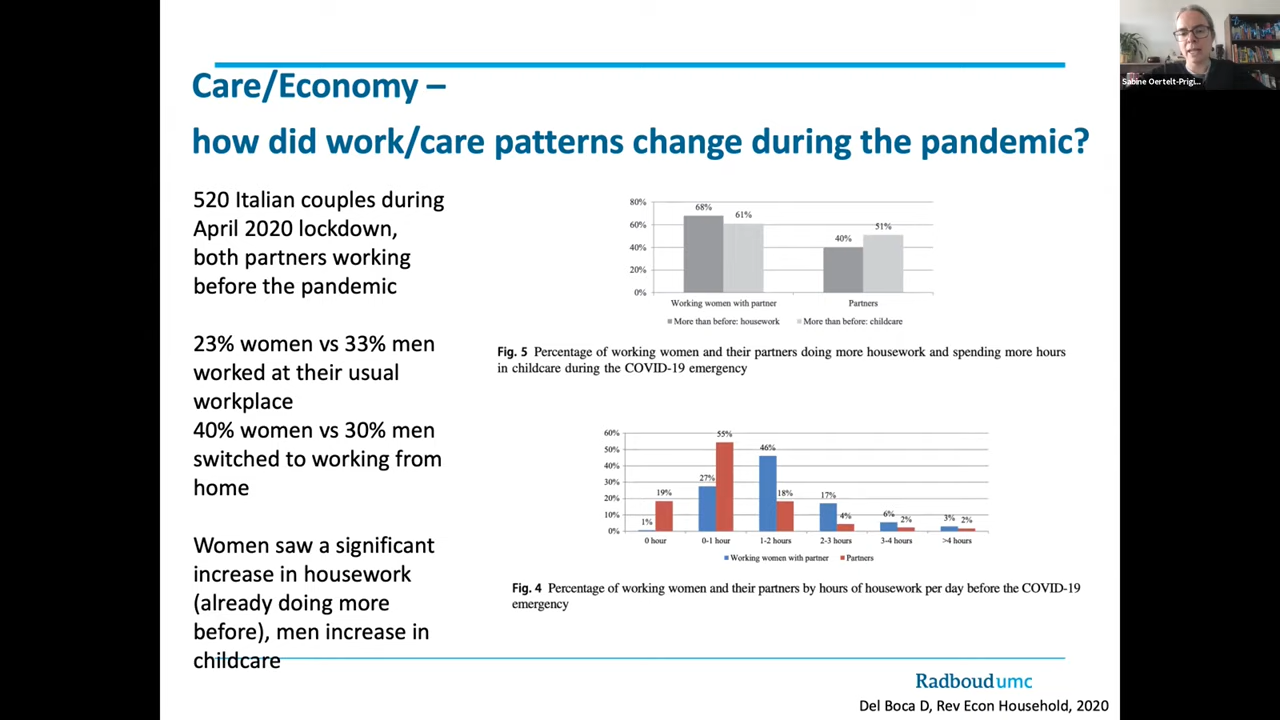 Care/Economy –
how did work/care patterns change during the pandemic?
520 Italian couples during
April 2020 lockdown,
both partners working
before the pandemic
23% women vs 33% men
worked at their usual
workplace
40% women vs 30% men
switched to working from
home
Women saw a significant
increase in housework
(already doing more
before), men increase in
childcare
80%
60%
40%
20%
0%
68%
61%
40%
51%
Working women with partner
Partners
More than before: housework
More than before: childcare
Fig. 5 Percentage of working women and their partners doing more housework and spending more hours
in childcare during the COVID-19 emergency
60%
50%
40%
30%
20%
10%
0%
1%
19%
27%
55%
46%
18%
17%
4%
6%
2%
3%
2%
0 hour
0-1 hour
1-2 hours
2-3 hours
3-4 hours
>4 hours
Working women with partner
Partners
Fig. 4 Percentage of working women and their partners by hours of housework per day before the COVID-19
emergency
Radboudumc
Del Boca D, Rev Econ Household, 2020
Sabine Oertelt-Prigi...